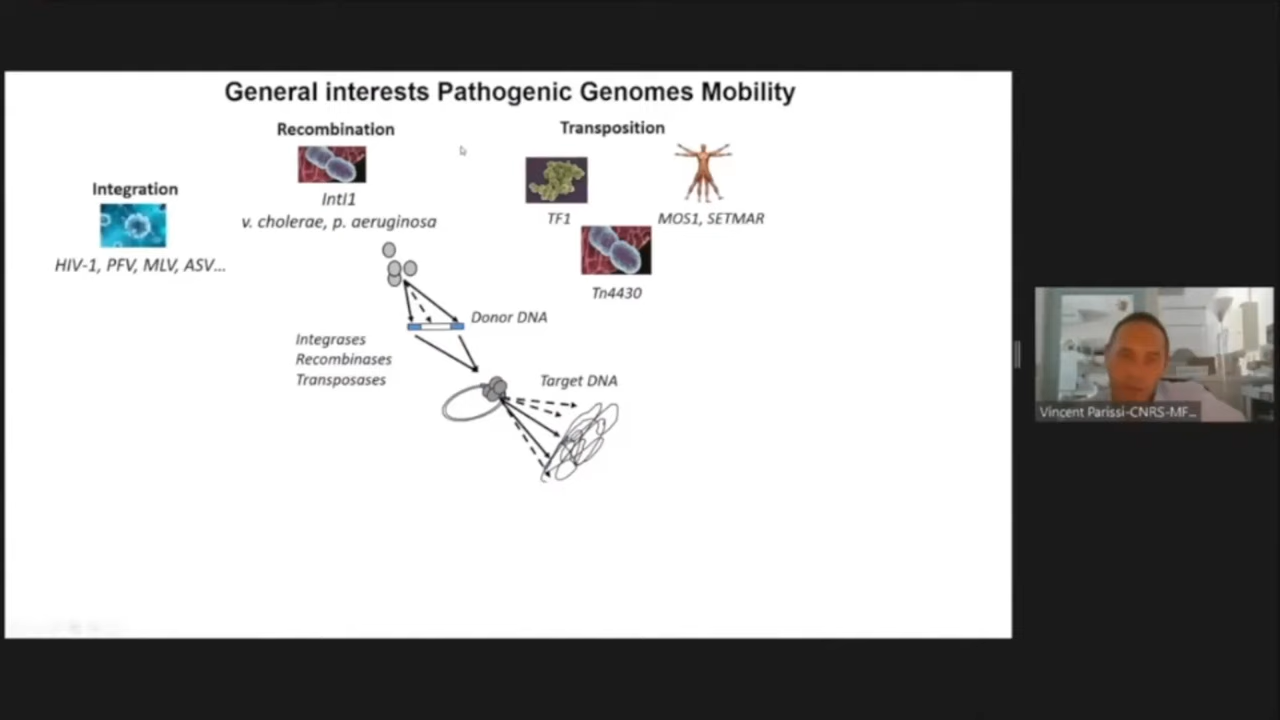 General interests Pathogenic Genomes Mobility
Recombination
Transposition
Integration
IntI1
v. cholerae, p. aeruginosa
TF1
MOS1, SETMAR
HIV-1, PFV, MLV, ASV...
Tn4430
Donor DNA
Integrases
Recombinases
Transposases
Target DNA
Vincent Parissi-CNRS-MF...